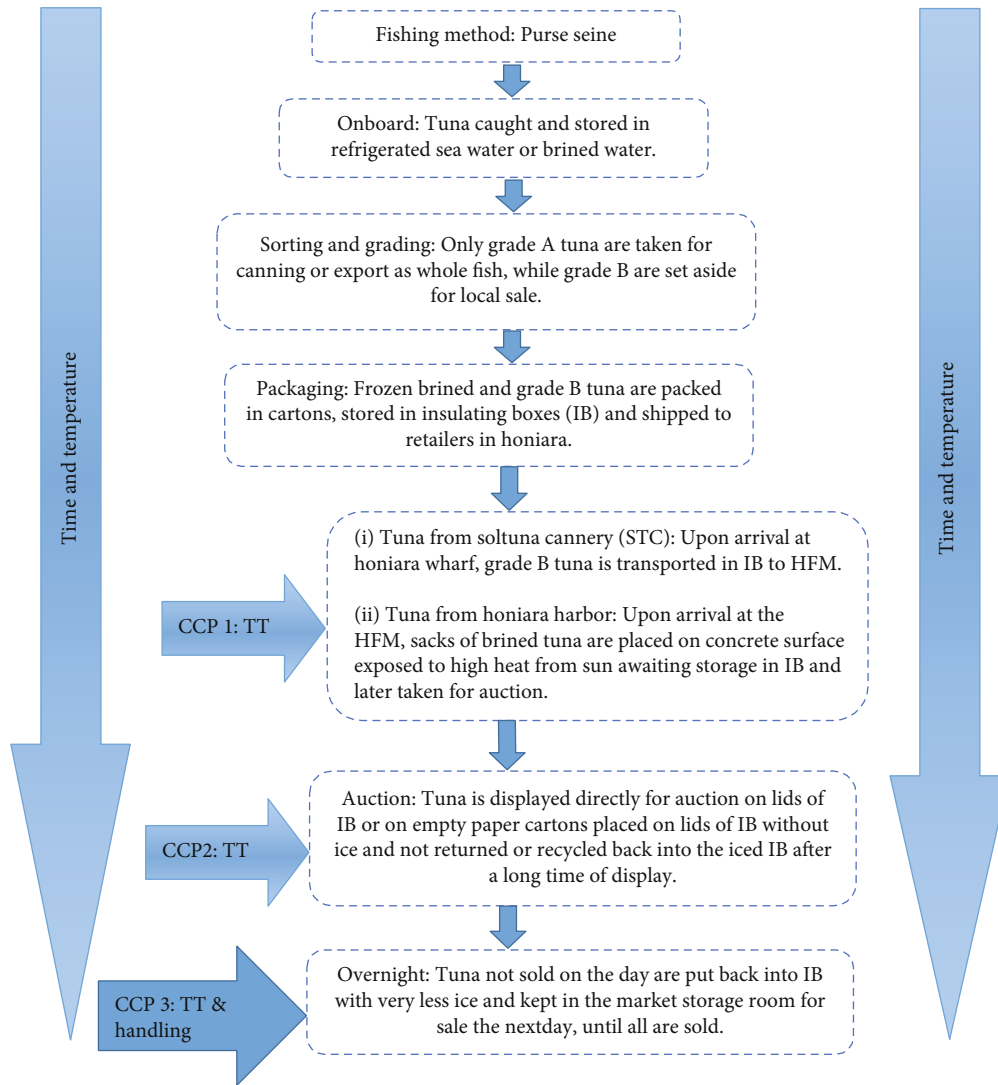 Fishing method: Purse seine
Onboard: Tuna caught and stored in
refrigerated sea water or brined water.
Sorting and grading: Only grade A tuna are taken for
canning or export as whole fish, while grade B are set aside
for local sale.
Packaging: Frozen brined and grade B tuna are packed
in cartons, stored in insulating boxes (IB) and shipped to
retailers in honiara.
Time and temperature
Time and temperature
(i) Tuna from soltuna cannery (STC): Upon arrival at
honiara wharf, grade B tuna is transported in IB to HFM.
CCP 1: TT
(ii) Tuna from honiara harbor: Upon arrival at the
HFM, sacks of brined tuna are placed on concrete surface
exposed to high heat from sun awaiting storage in IB and
later taken for auction.
CCP2: TT
Auction: Tuna is displayed directly for auction on lids of
IB or on empty paper cartons placed on lids of IB without
ice and not returned or recycled back into the iced IB after
a long time of display.
CCP 3: TT &
handling
Overnight: Tuna not sold on the day are put back into IB
with very less ice and kept in the market storage room for
sale the nextday, until all are sold.